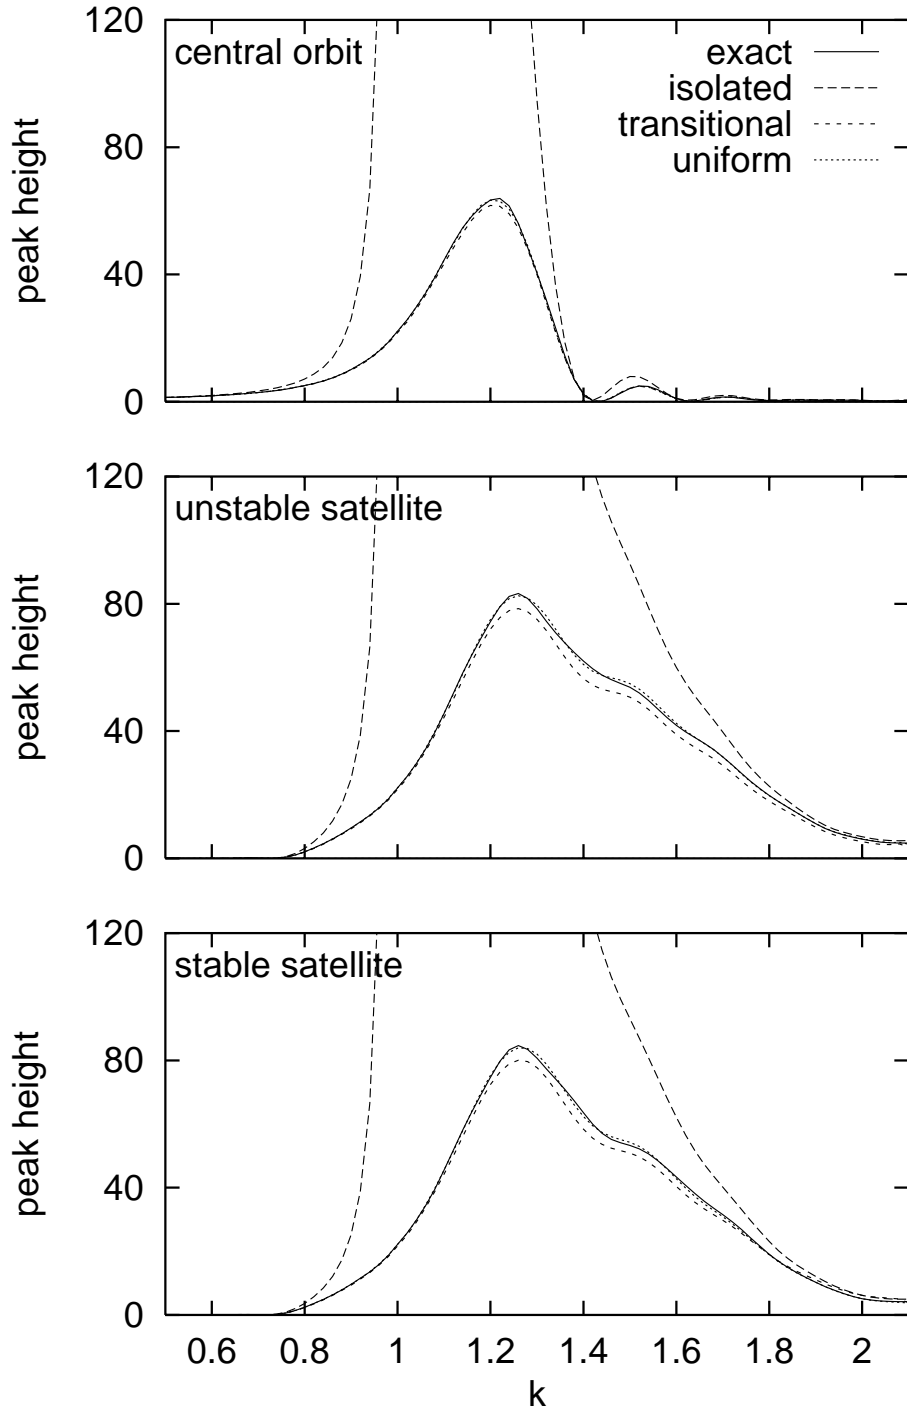 120
central orbit
exact
isolated
transitional
uniform
80
peak height
40
0
120
unstable satellite
80
peak height
40
0
120
stable satellite
80
peak height
40
0
0.6 0.8 1 1.2 1.4 1.6 1.8 2
k